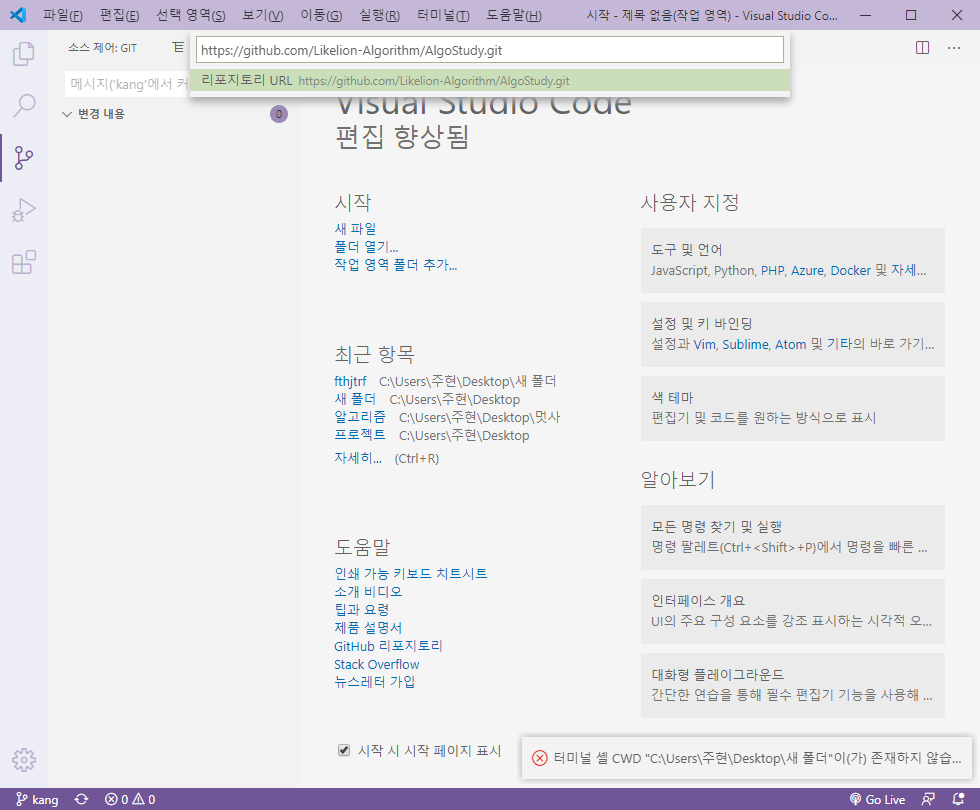 파일(F) 편집(E) 선택 영역(S) 보기(V) 이동(G) 실행(R) 터미널(T) 도움말(H) 시작 - 제목 없음(작업 영역) - Visual Studio Co...
소스 제어: GIT
https://github.com/Likelion-Algorithm/AlgoStudy.git
리포지토리 URL https://github.com/Likelion-Algorithm/AlgoStudy.git
메시지('kang'에서 커
변경 내용 0
Visual Studio Code
편집 향상됨
시작
새 파일
폴더 열기...
작업 영역 폴더 추가...
최근 항목
fthjtrf C:\Users\주현\Desktop\새 폴더
새 폴더 C:\Users\주현\Desktop
알고리즘 C:\Users\주현\Desktop\멋사
프로젝트 C:\Users\주현\Desktop
자세히... (Ctrl+R)
도움말
인쇄 가능 키보드 치트시트
소개 비디오
팁과 요령
제품 설명서
GitHub 리포지토리
Stack Overflow
뉴스레터 가입
시작 시 시작 페이지 표시
사용자 지정
도구 및 언어
JavaScript, Python, PHP, Azure, Docker 및 자세...
설정 및 키 바인딩
설정과 Vim, Sublime, Atom 및 기타의 바로 가기...
색 테마
편집기 및 코드를 원하는 방식으로 표시
알아보기
모든 명령 찾기 및 실행
명령 팔레트(Ctrl+<Shift>+P)에서 명령을 빠른 ...
인터페이스 개요
UI의 주요 구성 요소를 강조 표시하는 시각적 오...
대화형 플레이그라운드
간단한 연습을 통해 필수 편집기 기능을 사용해 ...
터미널 셸 CWD "C:\Users\주현\Desktop\새 폴더"이(가) 존재하지 않습...
kang 0 0 Go Live